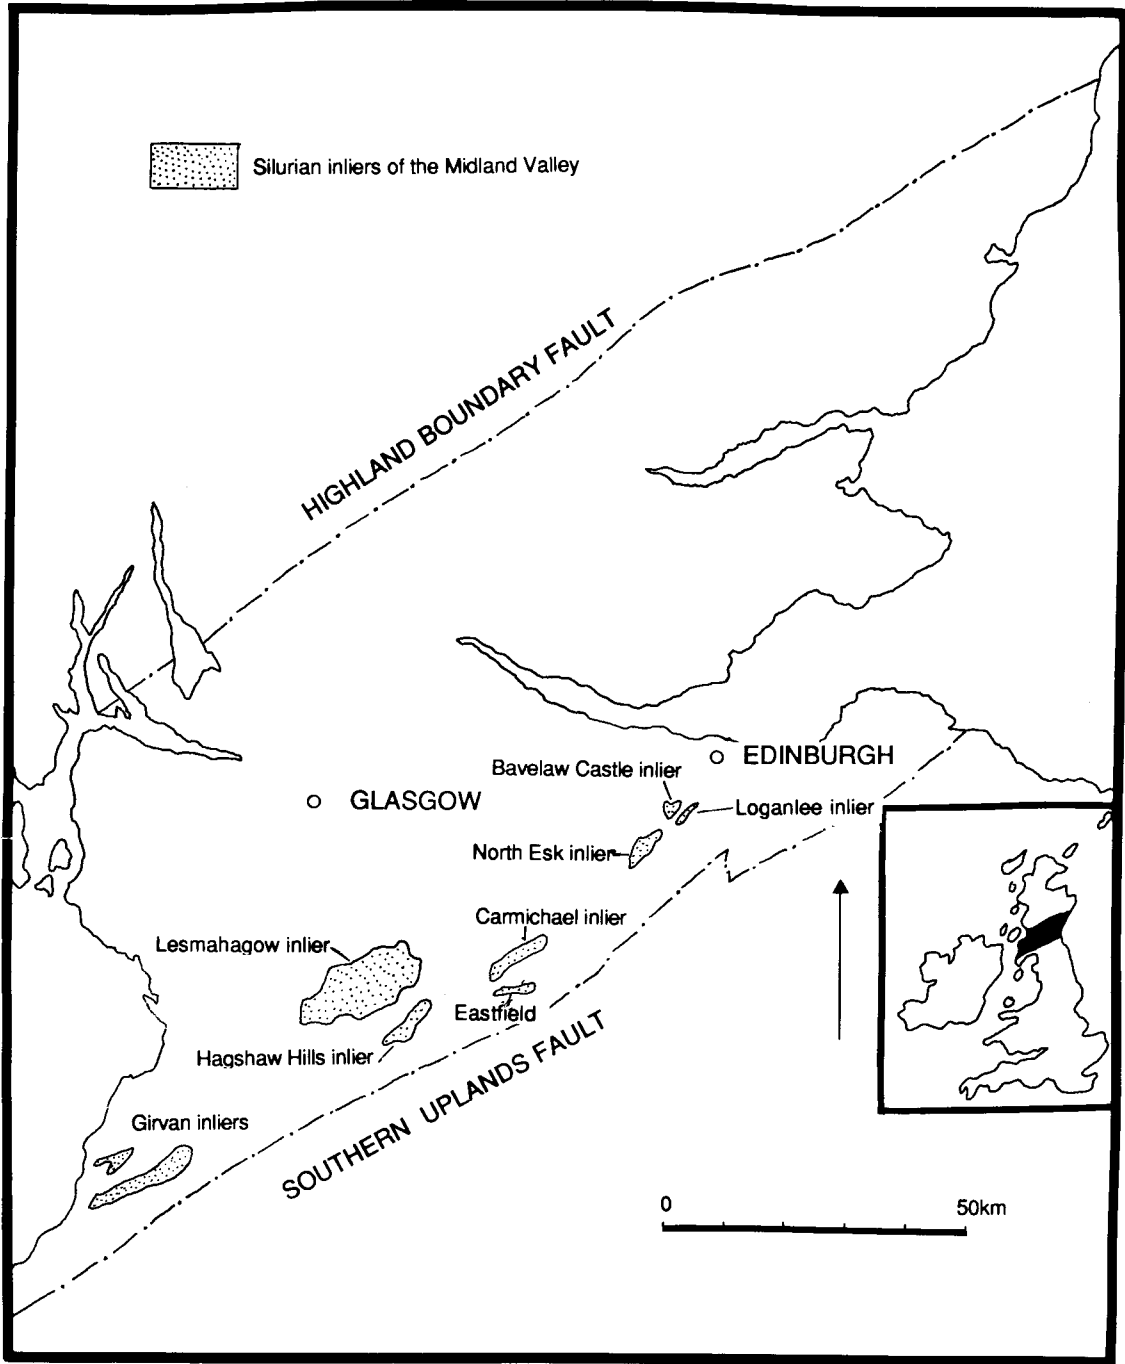 Silurian inliers of the Midland Valley
HIGHLAND BOUNDARY FAULT
EDINBURGH
Bavelaw Castle inlier
GLASGOW
Loganlee inlier
North Esk inlier
Carmichael inlier
Lesmahagow inlier
Eastfield
Hagshaw Hills inlier
SOUTHERN UPLANDS FAULT
Girvan inliers
0 50km